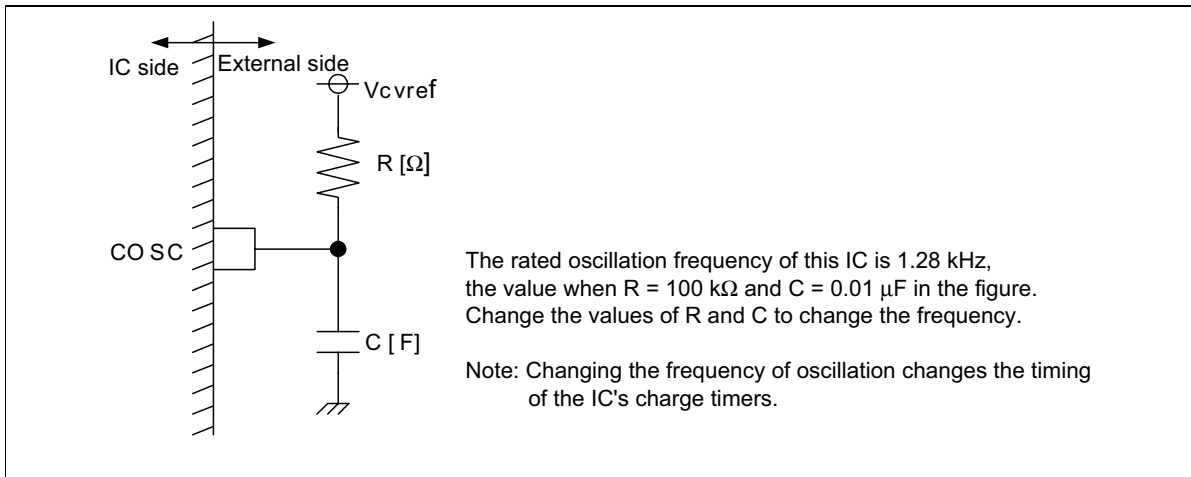 IC side
External side
Vcvref
R [Ω]
COSC
C [F]
The rated oscillation frequency of this IC is 1.28 kHz,
the value when R = 100 kΩ and C = 0.01 μF in the figure.
Change the values of R and C to change the frequency.
Note: Changing the frequency of oscillation changes the timing
of the IC's charge timers.